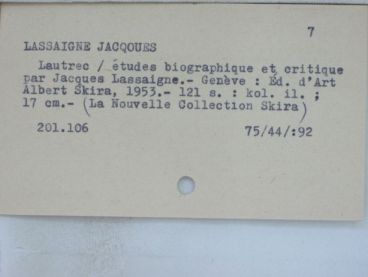 7
LASSAIGNE JACQUES
Lautrec / études biographique et critique
par Jacques Lassaigne.- Genève : Éd. d'Art
Albert Skira, 1953.- 121 s. : kol. il. ;
17 cm.- (La Nouvelle Collection Skira)
201.106 75/44/:92